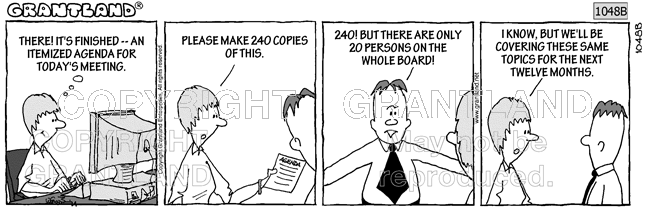 GRANTLAND®
1048B
THERE! IT'S FINISHED -- AN
ITEMIZED AGENDA FOR
TODAY'S MEETING.
PLEASE MAKE 240 COPIES
OF THIS.
AGENDA
240! BUT THERE ARE ONLY
20 PERSONS ON THE
WHOLE BOARD!
I KNOW, BUT WE'LL BE
COVERING THESE SAME
TOPICS FOR THE NEXT
TWELVE MONTHS.
Copyright Grantland Enterprises. All rights reserved.
www.grantland.net
1048B
COPYRIGHT GRANTLAND
COPYRIGHT
GRANTLAND
May not be
reproduced.